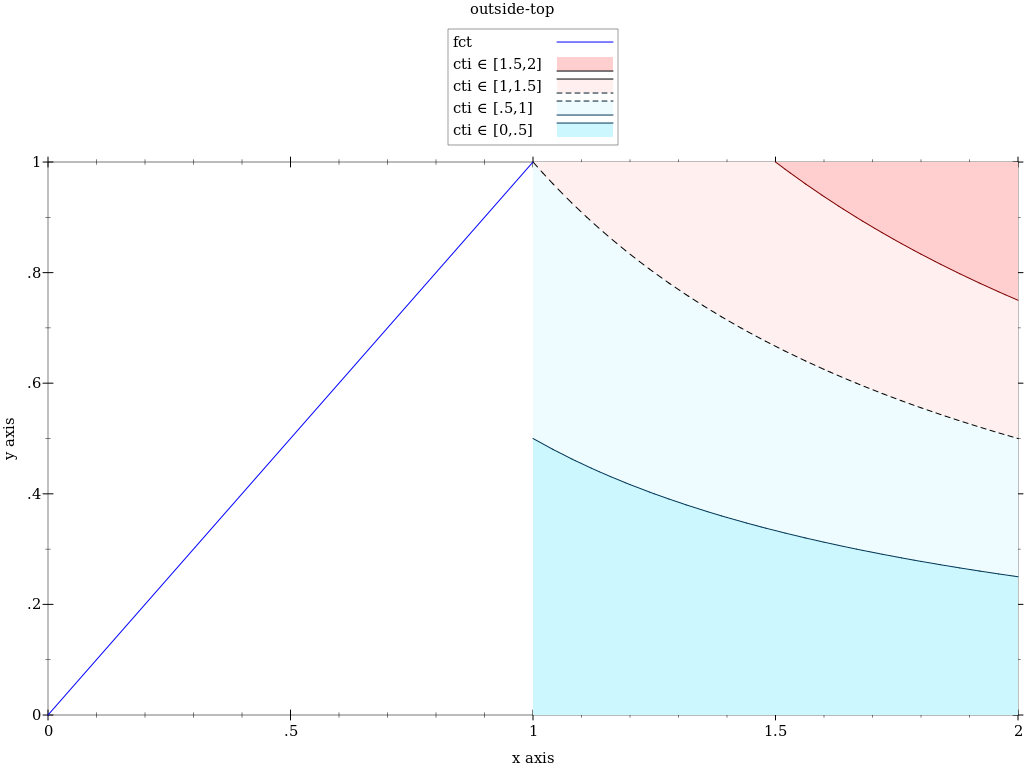 outside-top
fct
cti ∈ [1.5,2]
cti ∈ [1,1.5]
cti ∈ [.5,1]
cti ∈ [0,.5]
1
.8
.6
.4
.2
0
y axis
0 .5 1 1.5 2
x axis